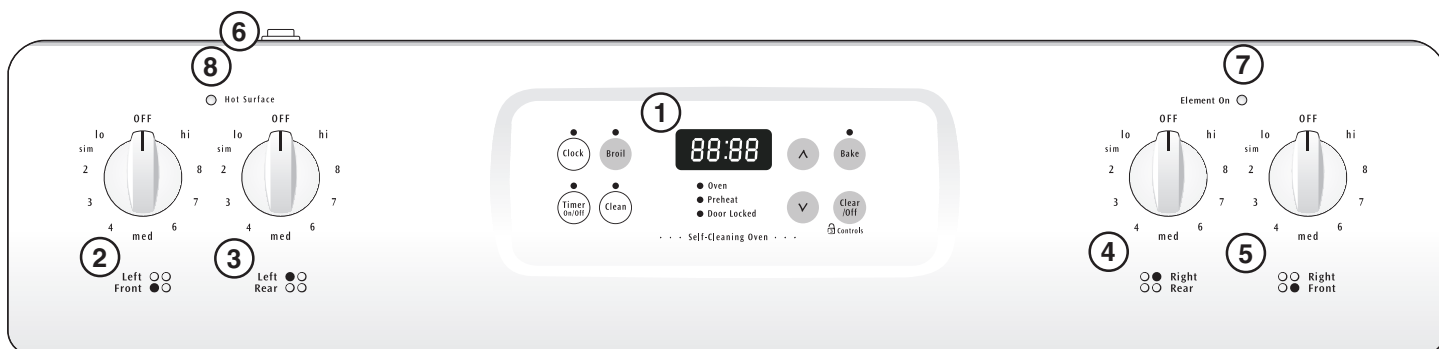 6
8
7
Hot Surface
1
Element On
OFF
lo
hi
sim
2
8
3
7
4
6
med
OFF
lo
hi
sim
2
8
3
7
4
6
med
Clock
Broil
88:88
∧
Bake
Timer
On/Off
Clean
Oven
Preheat
Door Locked
∨
Clear
/Off
Controls
· · · Self-Cleaning Oven · · ·
OFF
lo
hi
sim
2
8
3
7
4
6
med
OFF
lo
hi
sim
2
8
3
7
4
6
med
2
Left
Front
3
Left
Rear
4
Right
Rear
5
Right
Front